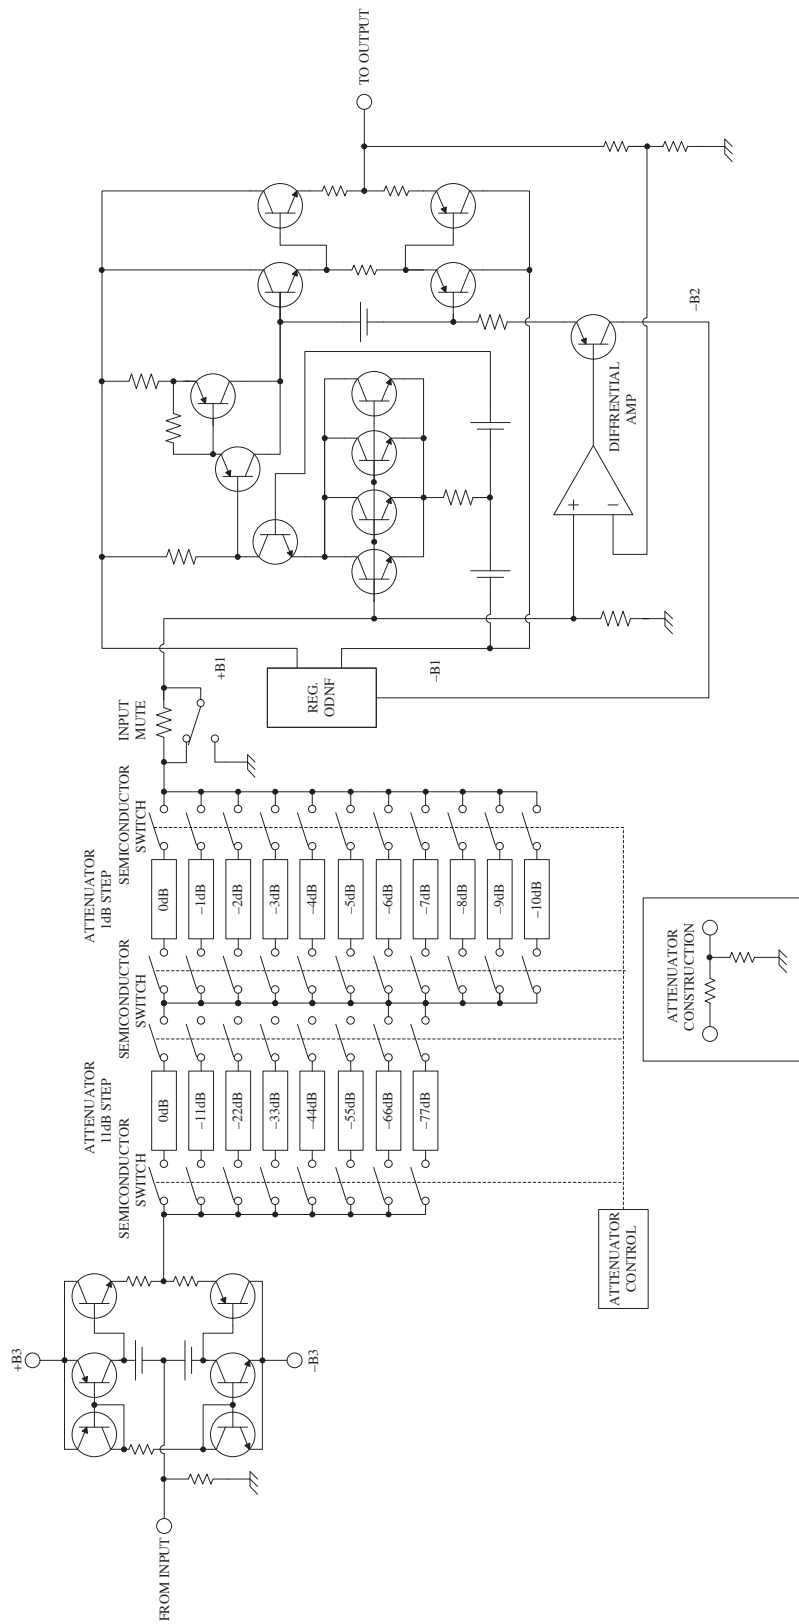 FROM INPUT
+B3
–B3
SEMICONDUCTOR
SWITCH
ATTENUATOR
11dB STEP
0dB
–11dB
–22dB
–33dB
–44dB
–55dB
–66dB
–77dB
SEMICONDUCTOR
SWITCH
ATTENUATOR
1dB STEP
0dB
–1dB
–2dB
–3dB
–4dB
–5dB
–6dB
–7dB
–8dB
–9dB
–10dB
SEMICONDUCTOR
SWITCH
ATTENUATOR
CONTROL
ATTENUATOR
CONSTRUCTION
INPUT
MUTE
+B1
REG.
ODNF
–B1
+
–
DIFFRENTIAL
AMP
–B2
TO OUTPUT